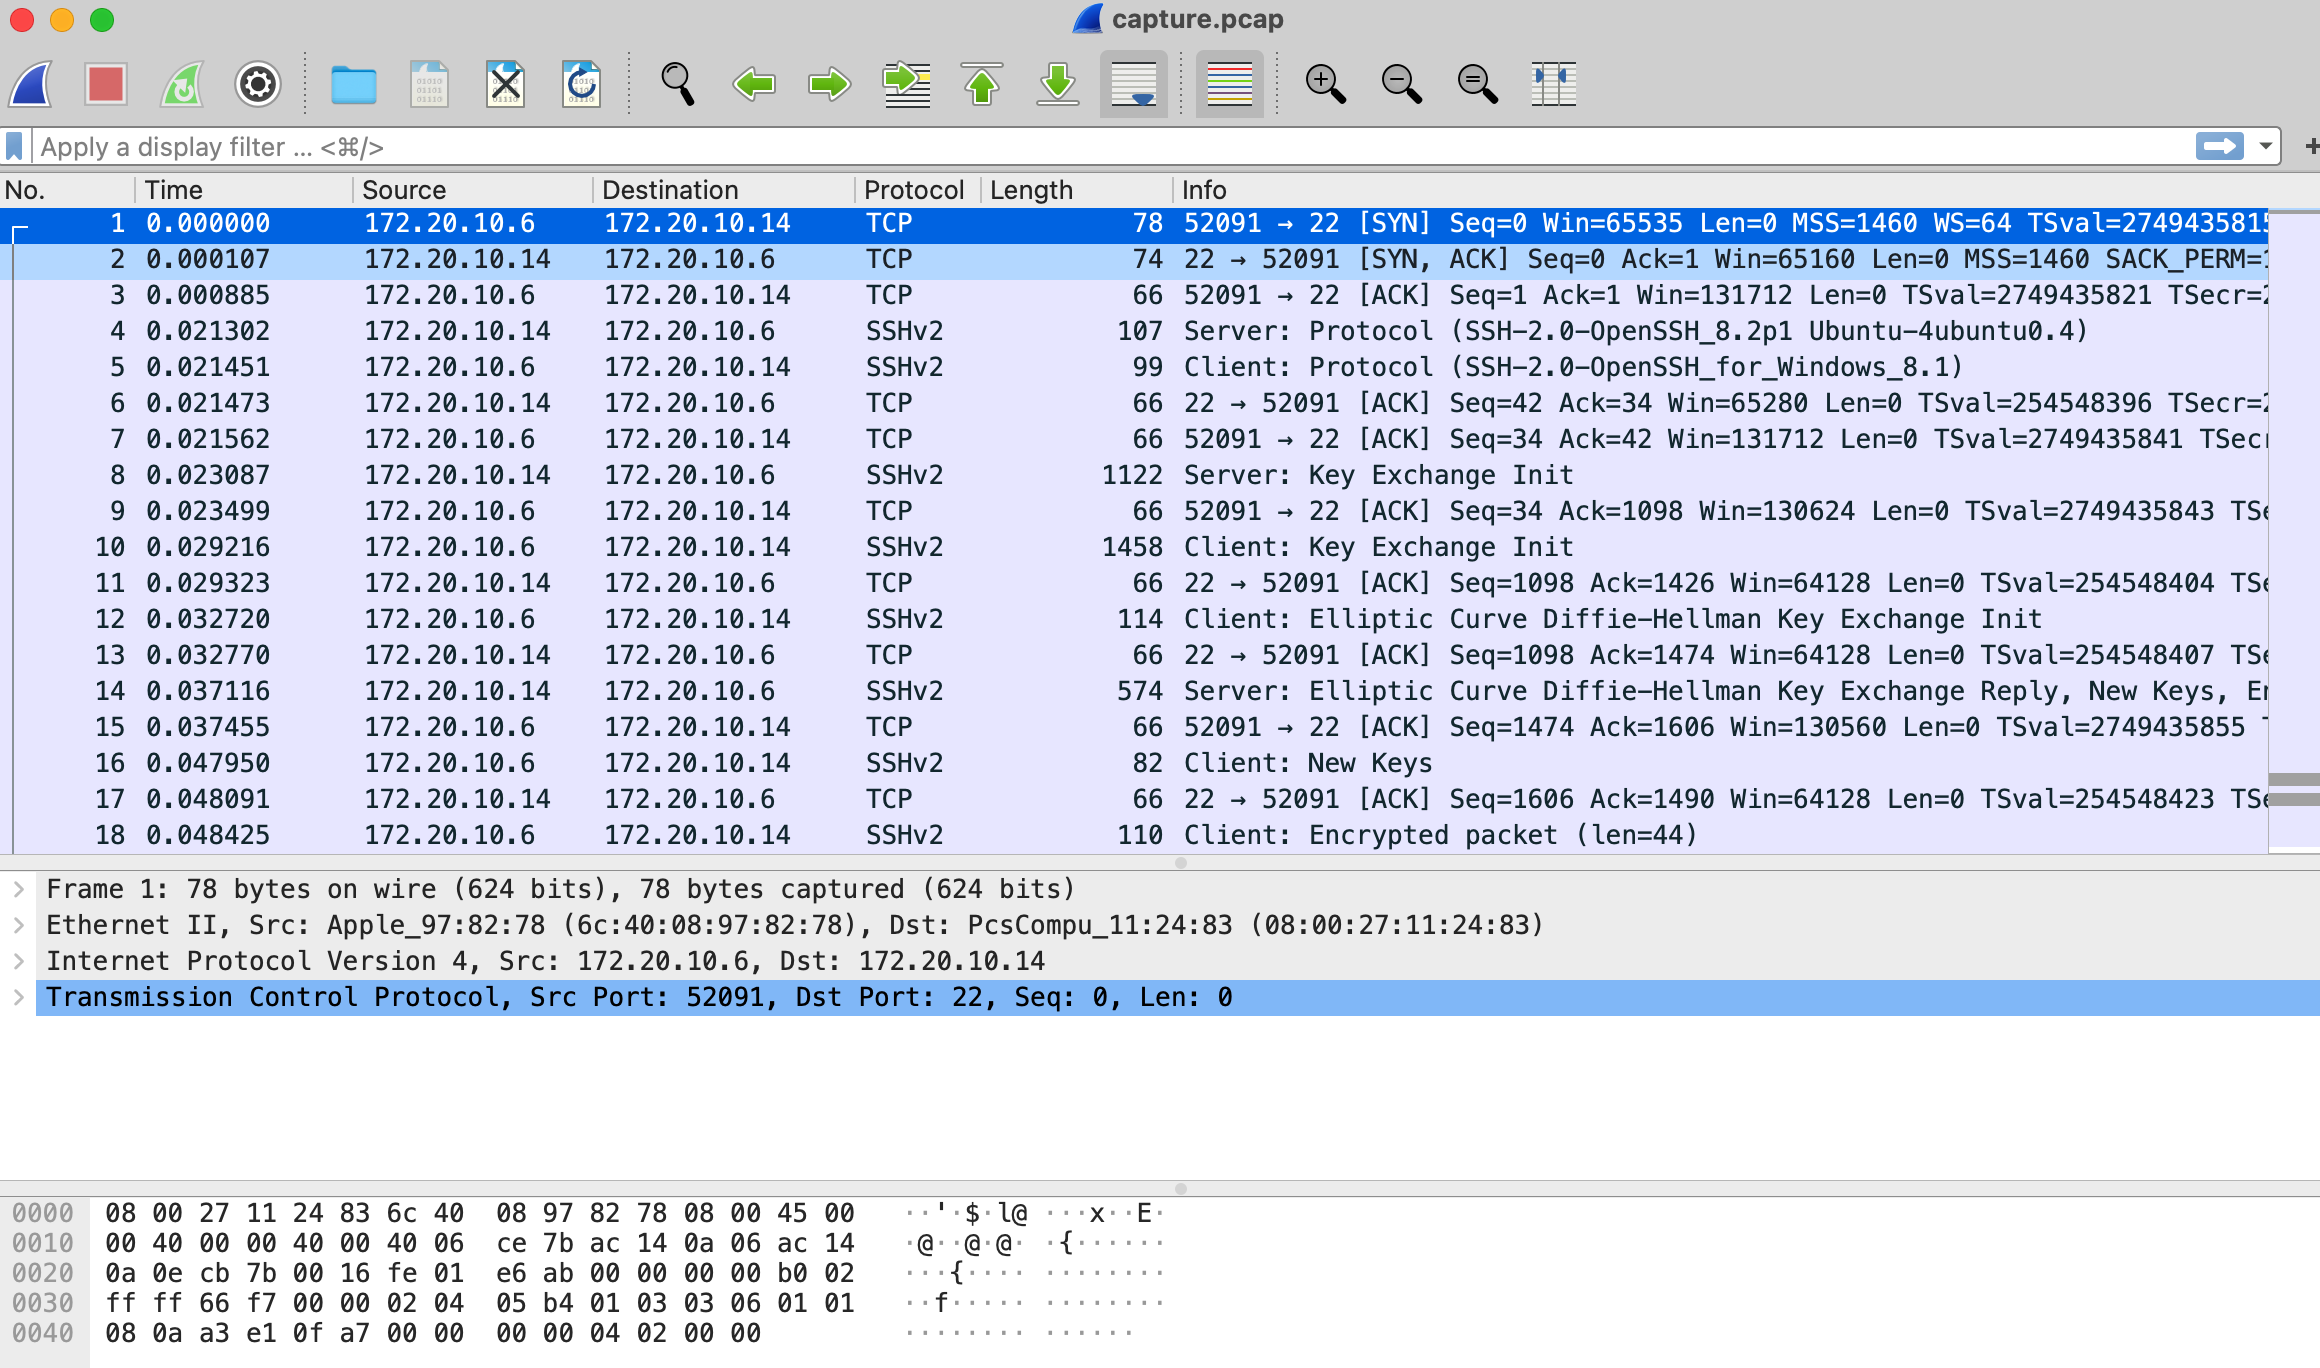 capture.pcap
Apply a display filter ... <⌘/>
No. Time Source Destination Protocol Length Info
1 0.000000 172.20.10.6 172.20.10.14 TCP 78 52091 → 22 [SYN] Seq=0 Win=65535 Len=0 MSS=1460 WS=64 TSval=2749435815
2 0.000107 172.20.10.14 172.20.10.6 TCP 74 22 → 52091 [SYN, ACK] Seq=0 Ack=1 Win=65160 Len=0 MSS=1460 SACK_PERM=1
3 0.000885 172.20.10.6 172.20.10.14 TCP 66 52091 → 22 [ACK] Seq=1 Ack=1 Win=131712 Len=0 TSval=2749435821 TSecr=2
4 0.021302 172.20.10.14 172.20.10.6 SSHv2 107 Server: Protocol (SSH-2.0-OpenSSH_8.2p1 Ubuntu-4ubuntu0.4)
5 0.021451 172.20.10.6 172.20.10.14 SSHv2 99 Client: Protocol (SSH-2.0-OpenSSH_for_Windows_8.1)
6 0.021473 172.20.10.14 172.20.10.6 TCP 66 22 → 52091 [ACK] Seq=42 Ack=34 Win=65280 Len=0 TSval=254548396 TSecr=2
7 0.021562 172.20.10.6 172.20.10.14 TCP 66 52091 → 22 [ACK] Seq=34 Ack=42 Win=131712 Len=0 TSval=2749435841 TSecr
8 0.023087 172.20.10.14 172.20.10.6 SSHv2 1122 Server: Key Exchange Init
9 0.023499 172.20.10.6 172.20.10.14 TCP 66 52091 → 22 [ACK] Seq=34 Ack=1098 Win=130624 Len=0 TSval=2749435843 TSe
10 0.029216 172.20.10.6 172.20.10.14 SSHv2 1458 Client: Key Exchange Init
11 0.029323 172.20.10.14 172.20.10.6 TCP 66 22 → 52091 [ACK] Seq=1098 Ack=1426 Win=64128 Len=0 TSval=254548404 TSe
12 0.032720 172.20.10.6 172.20.10.14 SSHv2 114 Client: Elliptic Curve Diffie-Hellman Key Exchange Init
13 0.032770 172.20.10.14 172.20.10.6 TCP 66 22 → 52091 [ACK] Seq=1098 Ack=1474 Win=64128 Len=0 TSval=254548407 TSe
14 0.037116 172.20.10.14 172.20.10.6 SSHv2 574 Server: Elliptic Curve Diffie-Hellman Key Exchange Reply, New Keys, En
15 0.037455 172.20.10.6 172.20.10.14 TCP 66 52091 → 22 [ACK] Seq=1474 Ack=1606 Win=130560 Len=0 TSval=2749435855 T
16 0.047950 172.20.10.6 172.20.10.14 SSHv2 82 Client: New Keys
17 0.048091 172.20.10.14 172.20.10.6 TCP 66 22 → 52091 [ACK] Seq=1606 Ack=1490 Win=64128 Len=0 TSval=254548423 TSe
18 0.048425 172.20.10.6 172.20.10.14 SSHv2 110 Client: Encrypted packet (len=44)
Frame 1: 78 bytes on wire (624 bits), 78 bytes captured (624 bits)
Ethernet II, Src: Apple_97:82:78 (6c:40:08:97:82:78), Dst: PcsCompu_11:24:83 (08:00:27:11:24:83)
Internet Protocol Version 4, Src: 172.20.10.6, Dst: 172.20.10.14
Transmission Control Protocol, Src Port: 52091, Dst Port: 22, Seq: 0, Len: 0
0000 08 00 27 11 24 83 6c 40 08 97 82 78 08 00 45 00 ··'·$·l@ ···x··E·
0010 00 40 00 00 40 00 40 06 ce 7b ac 14 0a 06 ac 14 ·@··@·@· ·{······
0020 0a 0e cb 7b 00 16 fe 01 e6 ab 00 00 00 00 b0 02 ···{···· ········
0030 ff ff 66 f7 00 00 02 04 05 b4 01 03 03 06 01 01 ··f····· ········
0040 08 0a a3 e1 0f a7 00 00 00 00 04 02 00 00 ········ ······